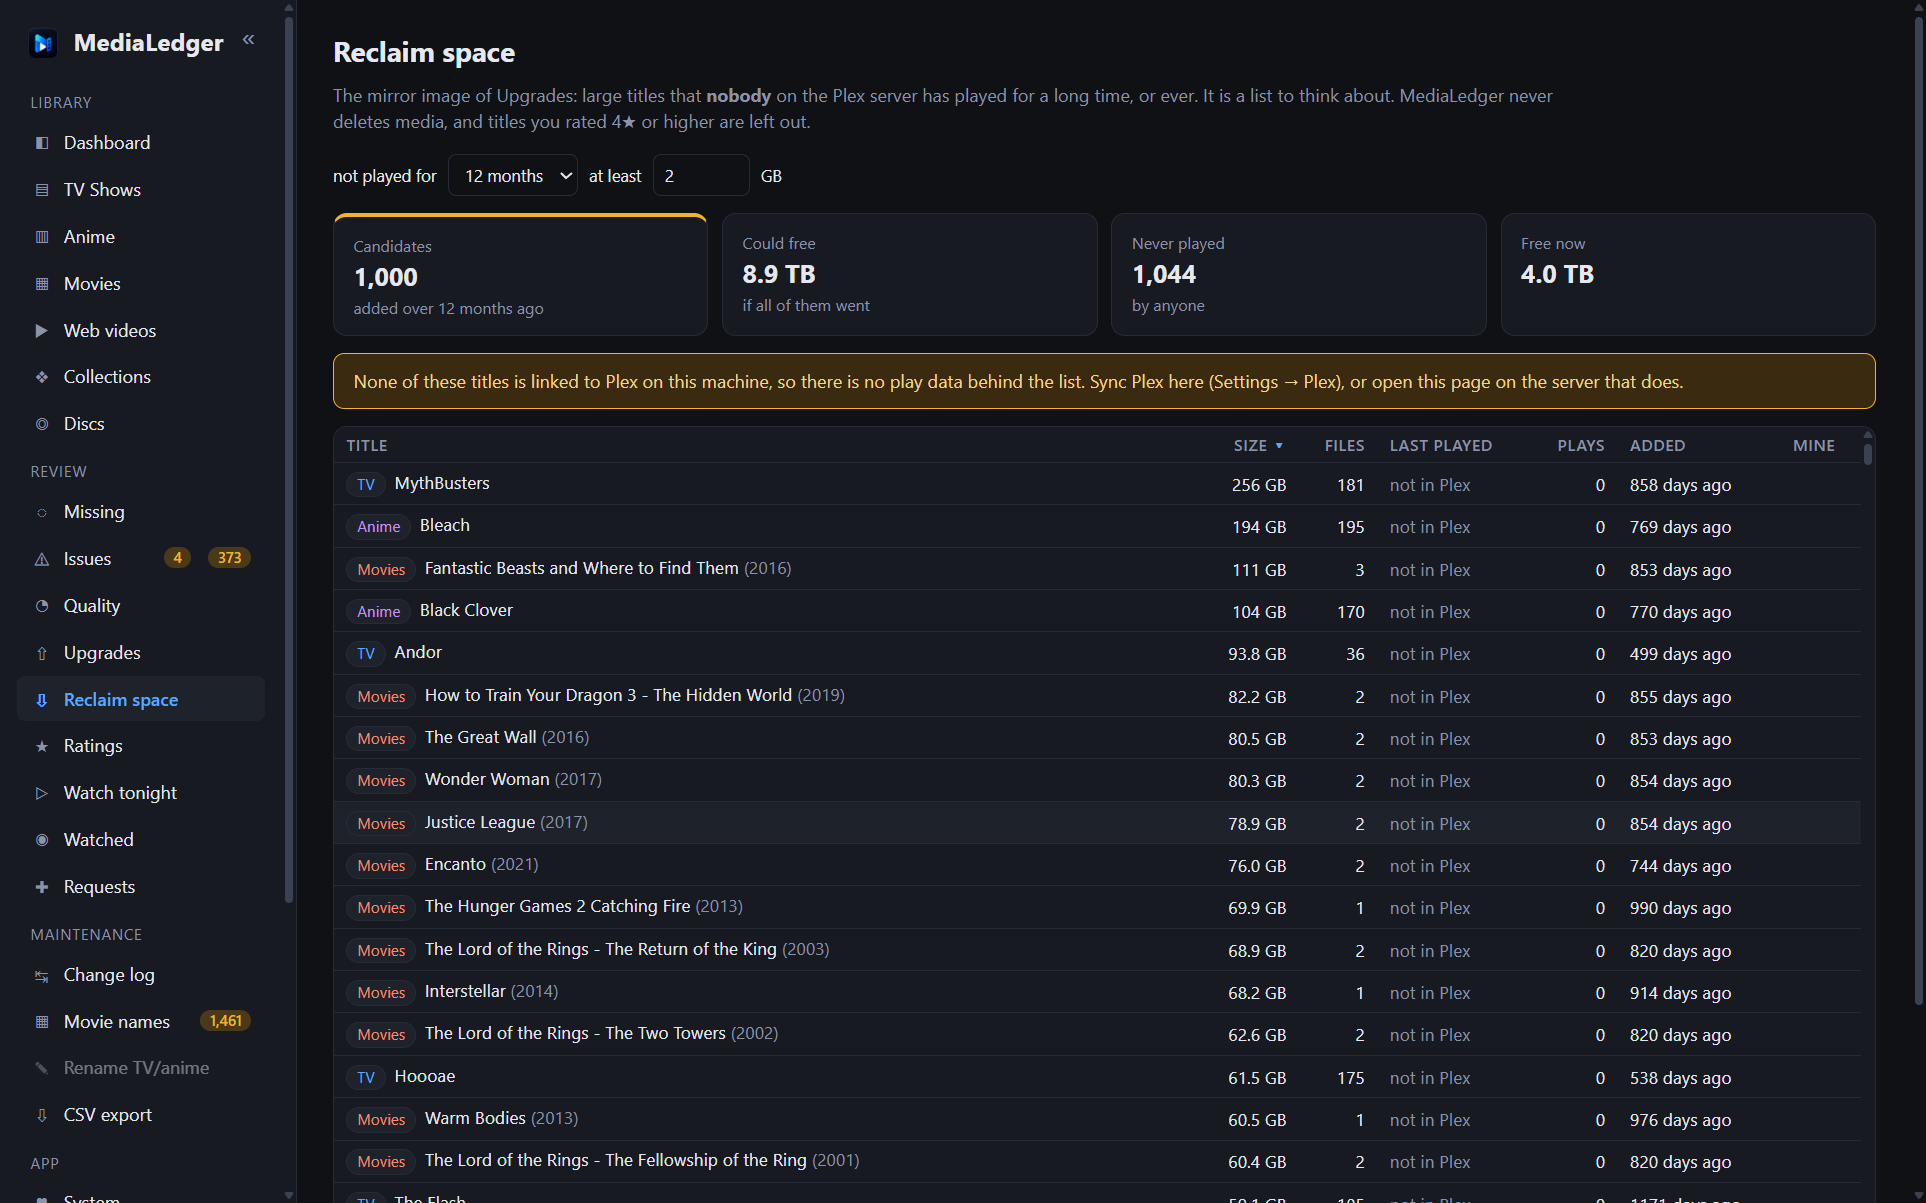 MediaLedger «
LIBRARY
Dashboard
TV Shows
Anime
Movies
Web videos
Collections
Discs
REVIEW
Missing
Issues 4 373
Quality
Upgrades
Reclaim space
Ratings
Watch tonight
Watched
Requests
MAINTENANCE
Change log
Movie names 1,461
Rename TV/anime
CSV export
APP
System
Reclaim space
The mirror image of Upgrades: large titles that nobody on the Plex server has played for a long time, or ever. It is a list to think about. MediaLedger never
deletes media, and titles you rated 4★ or higher are left out.
not played for 12 months at least 2 GB
Candidates
1,000
added over 12 months ago
Could free
8.9 TB
if all of them went
Never played
1,044
by anyone
Free now
4.0 TB
None of these titles is linked to Plex on this machine, so there is no play data behind the list. Sync Plex here (Settings → Plex), or open this page on the server that does.
TITLE SIZE ▼ FILES LAST PLAYED PLAYS ADDED MINE
TV MythBusters 256 GB 181 not in Plex 0 858 days ago
Anime Bleach 194 GB 195 not in Plex 0 769 days ago
Movies Fantastic Beasts and Where to Find Them (2016) 111 GB 3 not in Plex 0 853 days ago
Anime Black Clover 104 GB 170 not in Plex 0 770 days ago
TV Andor 93.8 GB 36 not in Plex 0 499 days ago
Movies How to Train Your Dragon 3 - The Hidden World (2019) 82.2 GB 2 not in Plex 0 855 days ago
Movies The Great Wall (2016) 80.5 GB 2 not in Plex 0 853 days ago
Movies Wonder Woman (2017) 80.3 GB 2 not in Plex 0 854 days ago
Movies Justice League (2017) 78.9 GB 2 not in Plex 0 854 days ago
Movies Encanto (2021) 76.0 GB 2 not in Plex 0 744 days ago
Movies The Hunger Games 2 Catching Fire (2013) 69.9 GB 1 not in Plex 0 990 days ago
Movies The Lord of the Rings - The Return of the King (2003) 68.9 GB 2 not in Plex 0 820 days ago
Movies Interstellar (2014) 68.2 GB 1 not in Plex 0 914 days ago
Movies The Lord of the Rings - The Two Towers (2002) 62.6 GB 2 not in Plex 0 820 days ago
TV Hoooae 61.5 GB 175 not in Plex 0 538 days ago
Movies Warm Bodies (2013) 60.5 GB 1 not in Plex 0 976 days ago
Movies The Lord of the Rings - The Fellowship of the Ring (2001) 60.4 GB 2 not in Plex 0 820 days ago
TV The Flash